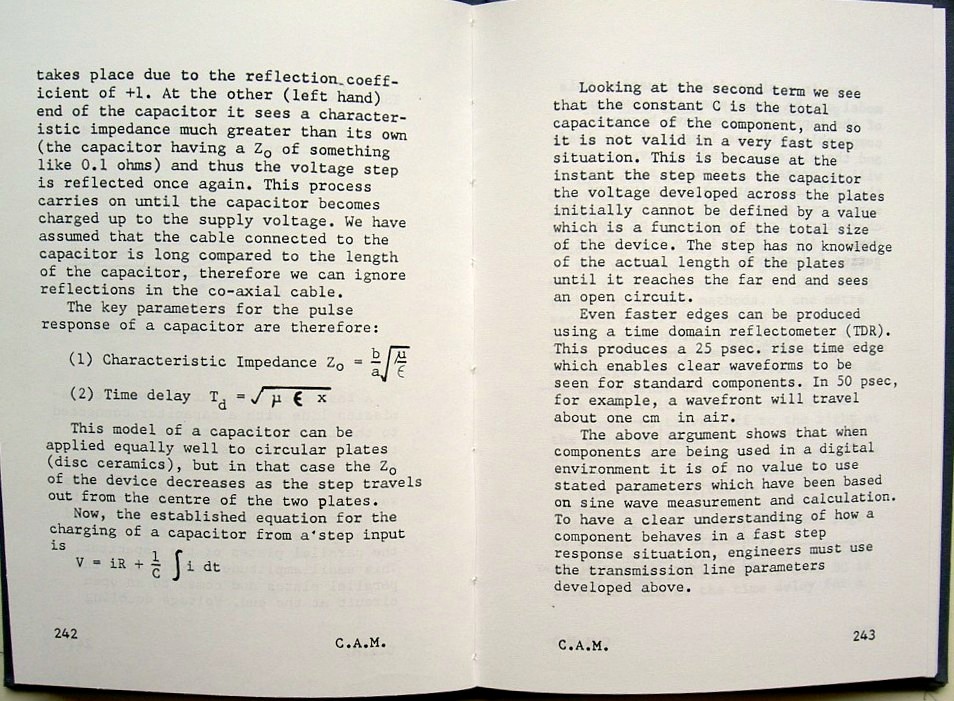 takes place due to the reflection coeff-
icient of +1. At the other (left hand)
end of the capacitor it sees a character-
istic impedance much greater than its own
(the capacitor having a Zo of something
like 0.1 ohms) and thus the voltage step
is reflected once again. This process
carries on until the capacitor becomes
charged up to the supply voltage. We have
assumed that the cable connected to the
capacitor is long compared to the length
of the capacitor, therefore we can ignore
reflections in the co-axial cable.
The key parameters for the pulse
response of a capacitor are therefore:
(1) Characteristic Impedance Zo = b/a √(μ/ε)
(2) Time delay Td = √(μ ε x)
This model of a capacitor can be
applied equally well to circular plates
(disc ceramics), but in that case the Zo
of the device decreases as the step travels
out from the centre of the two plates.
Now, the established equation for the
charging of a capacitor from a step input
is
V = iR + 1/C ∫ i dt
242
C.A.M.
Looking at the second term we see
that the constant C is the total
capacitance of the component, and so
it is not valid in a very fast step
situation. This is because at the
instant the step meets the capacitor
the voltage developed across the plates
initially cannot be defined by a value
which is a function of the total size
of the device. The step has no knowledge
of the actual length of the plates
until it reaches the far end and sees
an open circuit.
Even faster edges can be produced
using a time domain reflectometer (TDR).
This produces a 25 psec. rise time edge
which enables clear waveforms to be
seen for standard components. In 50 psec,
for example, a wavefront will travel
about one cm in air.
The above argument shows that when
components are being used in a digital
environment it is of no value to use
stated parameters which have been based
on sine wave measurement and calculation.
To have a clear understanding of how a
component behaves in a fast step
response situation, engineers must use
the transmission line parameters
developed above.
C.A.M.
243